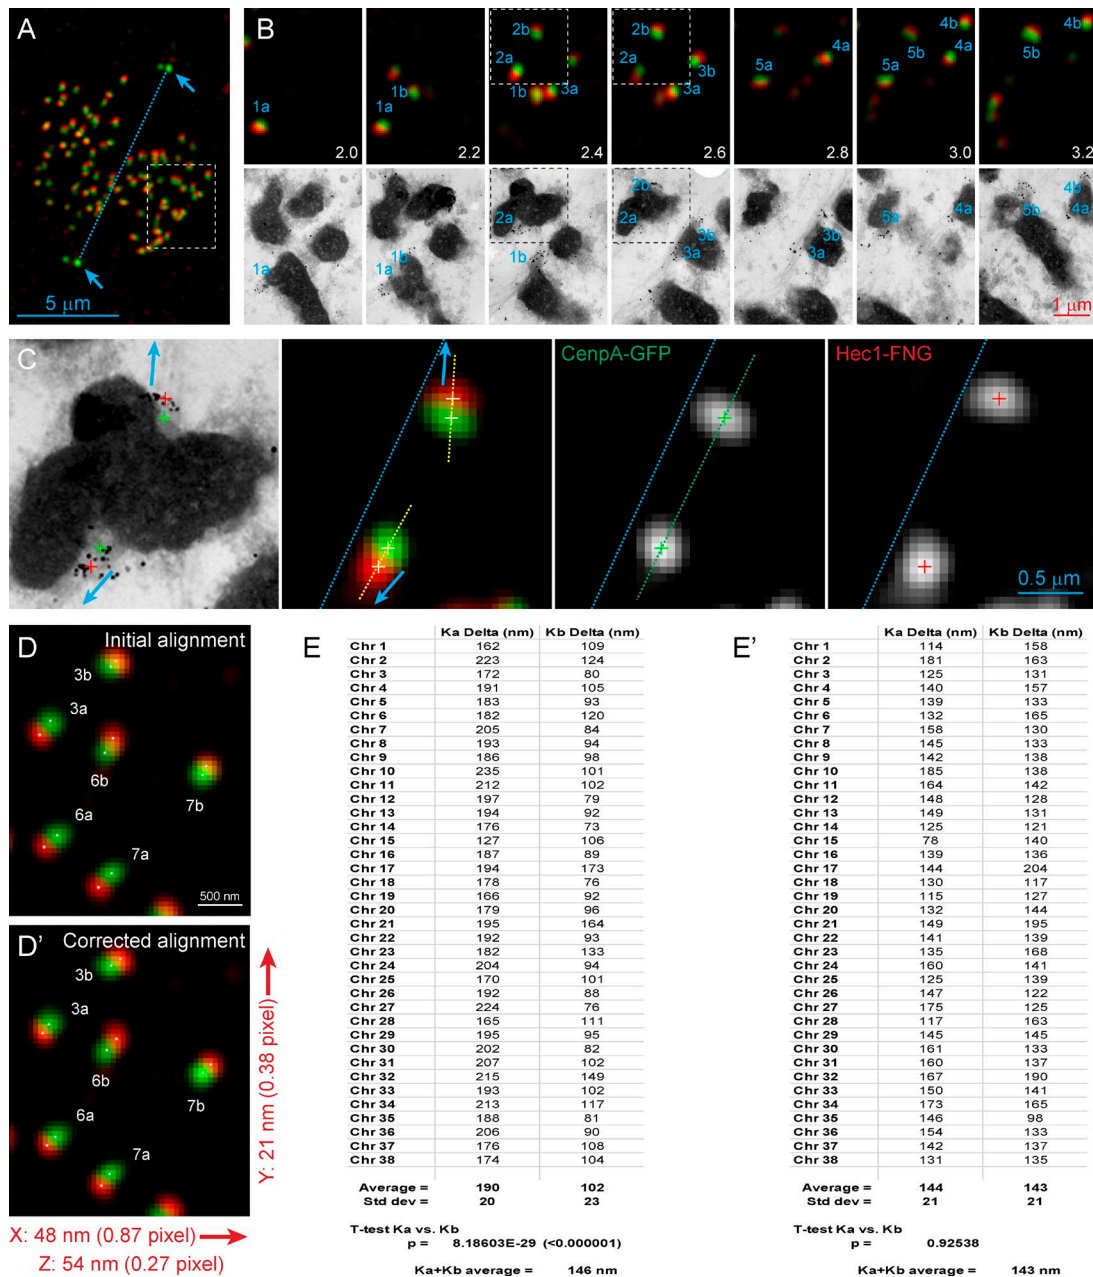 A
5 µm
B
1a
2.0
1a
1b
2.2
2b
2a
1b
3a
2.4
2b
2a
3b
3a
2.6
4a
5a
2.8
4b
5b
4a
5a
3.0
4b
5b
3.2
1a
1b
1a
2a
1b
2b
2a
3b
3a
3b
3a
5a
4a
4b
5b
4a
1 µm
C
CenpA-GFP
Hec1-FNG
0.5 µm
D
Initial alignment
3b
3a
6b
7b
6a
7a
500 nm
D'
Corrected alignment
3b
3a
6b
7b
6a
7a
Y: 21 nm (0.38 pixel)
X: 48 nm (0.87 pixel)
Z: 54 nm (0.27 pixel)
E
Ka Delta (nm) Kb Delta (nm)
Chr 1 162 109
Chr 2 223 124
Chr 3 172 80
Chr 4 191 105
Chr 5 183 93
Chr 6 182 120
Chr 7 205 84
Chr 8 193 94
Chr 9 186 98
Chr 10 235 101
Chr 11 212 102
Chr 12 197 79
Chr 13 194 92
Chr 14 176 73
Chr 15 127 106
Chr 16 187 89
Chr 17 194 173
Chr 18 178 76
Chr 19 166 92
Chr 20 179 96
Chr 21 195 164
Chr 22 192 93
Chr 23 182 133
Chr 24 204 94
Chr 25 170 101
Chr 26 192 88
Chr 27 224 76
Chr 28 165 111
Chr 29 195 95
Chr 30 202 82
Chr 31 207 102
Chr 32 215 149
Chr 33 193 102
Chr 34 213 117
Chr 35 188 81
Chr 36 206 90
Chr 37 176 108
Chr 38 174 104
Average = 190 102
Std dev = 20 23
T-test Ka vs. Kb
p = 8.18603E-29 (<0.000001)
Ka+Kb average = 146 nm
E'
Ka Delta (nm) Kb Delta (nm)
Chr 1 114 158
Chr 2 181 163
Chr 3 125 131
Chr 4 140 157
Chr 5 139 133
Chr 6 132 165
Chr 7 158 130
Chr 8 145 133
Chr 9 142 138
Chr 10 185 138
Chr 11 164 142
Chr 12 148 128
Chr 13 149 131
Chr 14 125 121
Chr 15 78 140
Chr 16 139 136
Chr 17 144 204
Chr 18 130 117
Chr 19 115 127
Chr 20 132 144
Chr 21 149 195
Chr 22 141 139
Chr 23 135 168
Chr 24 160 141
Chr 25 125 139
Chr 26 147 122
Chr 27 175 125
Chr 28 117 163
Chr 29 145 145
Chr 30 161 133
Chr 31 160 137
Chr 32 167 190
Chr 33 150 141
Chr 34 173 165
Chr 35 146 98
Chr 36 154 133
Chr 37 142 137
Chr 38 131 135
Average = 144 143
Std dev = 21 21
T-test Ka vs. Kb
p = 0.92538
Ka+Kb average = 143 nm